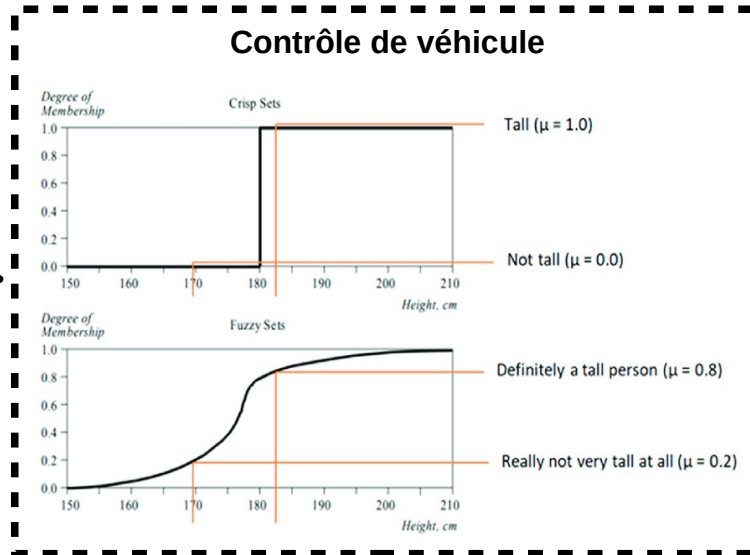 Contrôle de véhicule
Degree of
Membership
Crisp Sets
1.0
0.8
0.6
0.4
0.2
0.0
150 160 170 180 190 200 210
Height, cm
Tall (μ = 1.0)
Not tall (μ = 0.0)
Degree of
Membership
Fuzzy Sets
1.0
0.8
0.6
0.4
0.2
0.0
150 160 170 180 190 200 210
Height, cm
Definitely a tall person (μ = 0.8)
Really not very tall at all (μ = 0.2)